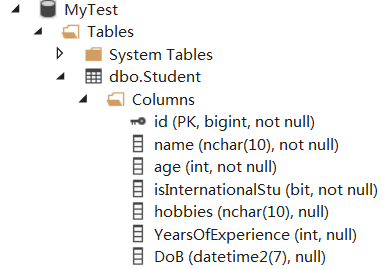 MyTest
Tables
System Tables
dbo.Student
Columns
id (PK, bigint, not null)
name (nchar(10), not null)
age (int, not null)
isInternationalStu (bit, not null)
hobbies (nchar(10), null)
YearsOfExperience (int, null)
DoB (datetime2(7), null)